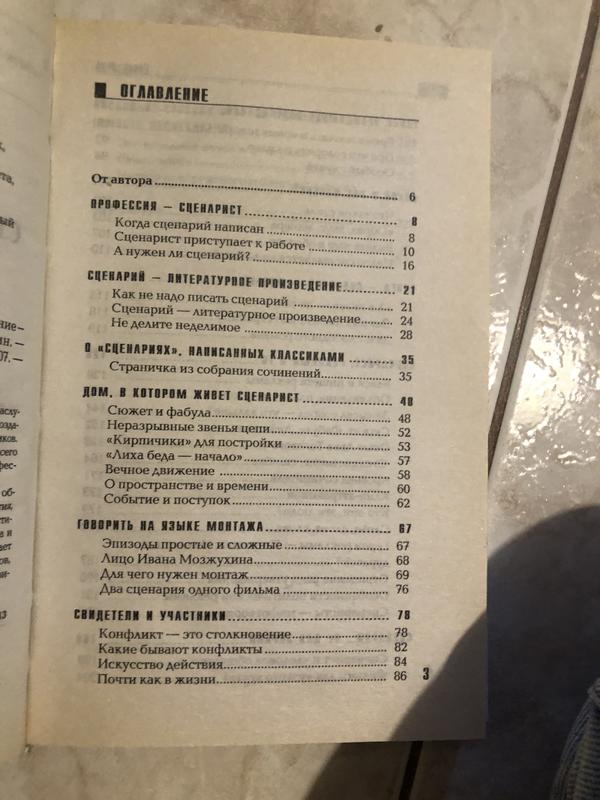 ОГЛАВЛЕНИЕ
От автора 6
ПРОФЕССИЯ — СЦЕНАРИСТ 8
Когда сценарий написан 8
Сценарист приступает к работе 10
А нужен ли сценарий? 16
СЦЕНАРИЙ — ЛИТЕРАТУРНОЕ ПРОИЗВЕДЕНИЕ 21
Как не надо писать сценарий 21
Сценарий — литературное произведение 24
Не делите неделимое 28
О «СЦЕНАРИЯХ», НАПИСАННЫХ КЛАССИКАМИ 35
Страничка из собрания сочинений 35
ДОМ, В КОТОРОМ ЖИВЕТ СЦЕНАРИСТ 48
Сюжет и фабула 48
Неразрывные звенья цепи 52
«Кирпичики» для постройки 53
«Лиха беда — начало» 57
Вечное движение 58
О пространстве и времени 60
Событие и поступок 62
ГОВОРИТЬ НА ЯЗЫКЕ МОНТАЖА 67
Эпизоды простые и сложные 67
Лицо Ивана Мозжухина 68
Для чего нужен монтаж 69
Два сценария одного фильма 76
СВИДЕТЕЛИ И УЧАСТНИКИ 78
Конфликт — это столкновение 78
Какие бывают конфликты 82
Искусство действия 84
Почти как в жизни 86
3